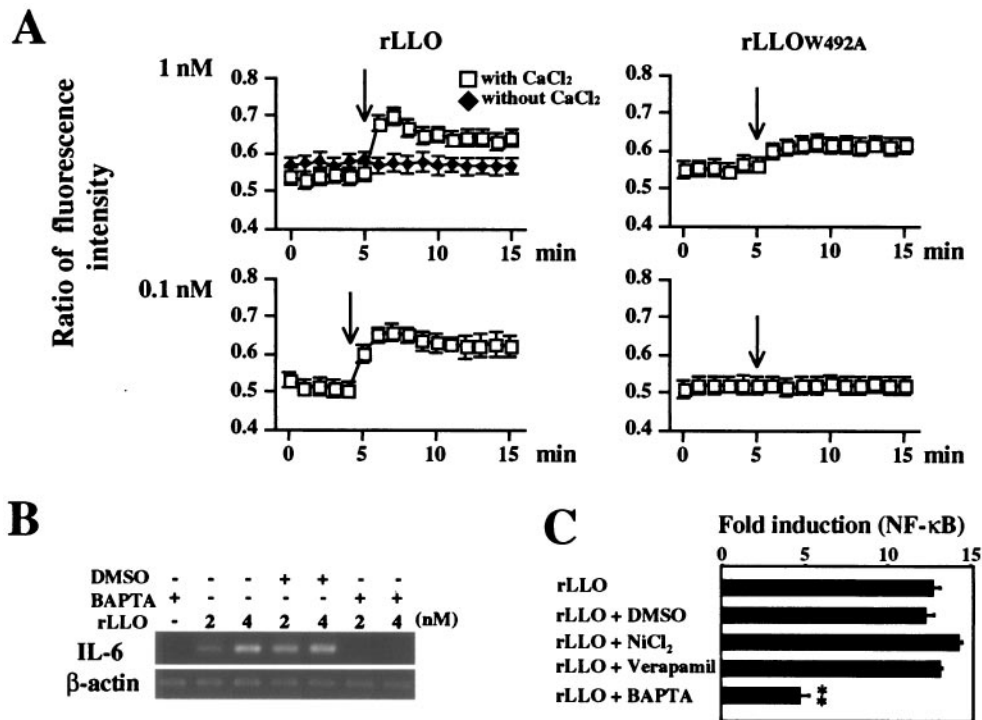 A
rLLO
rLLOW492A
1 nM
with CaCl2
without CaCl2
0.8
0.7
0.6
0.5
0.4
0 5 10 15 min
0.8
0.7
0.6
0.5
0.4
0 5 10 15 min
Ratio of fluorescence
intensity
0.1 nM
0.8
0.7
0.6
0.5
0.4
0 5 10 15 min
0.8
0.7
0.6
0.5
0.4
0 5 10 15 min
B
DMSO - - - + + - -
BAPTA + - - - - + +
rLLO - 2 4 2 4 2 4 (nM)
IL-6
β-actin
C
Fold induction (NF-κB)
0 5 10 15
rLLO
rLLO + DMSO
rLLO + NiCl2
rLLO + Verapamil
rLLO + BAPTA
**